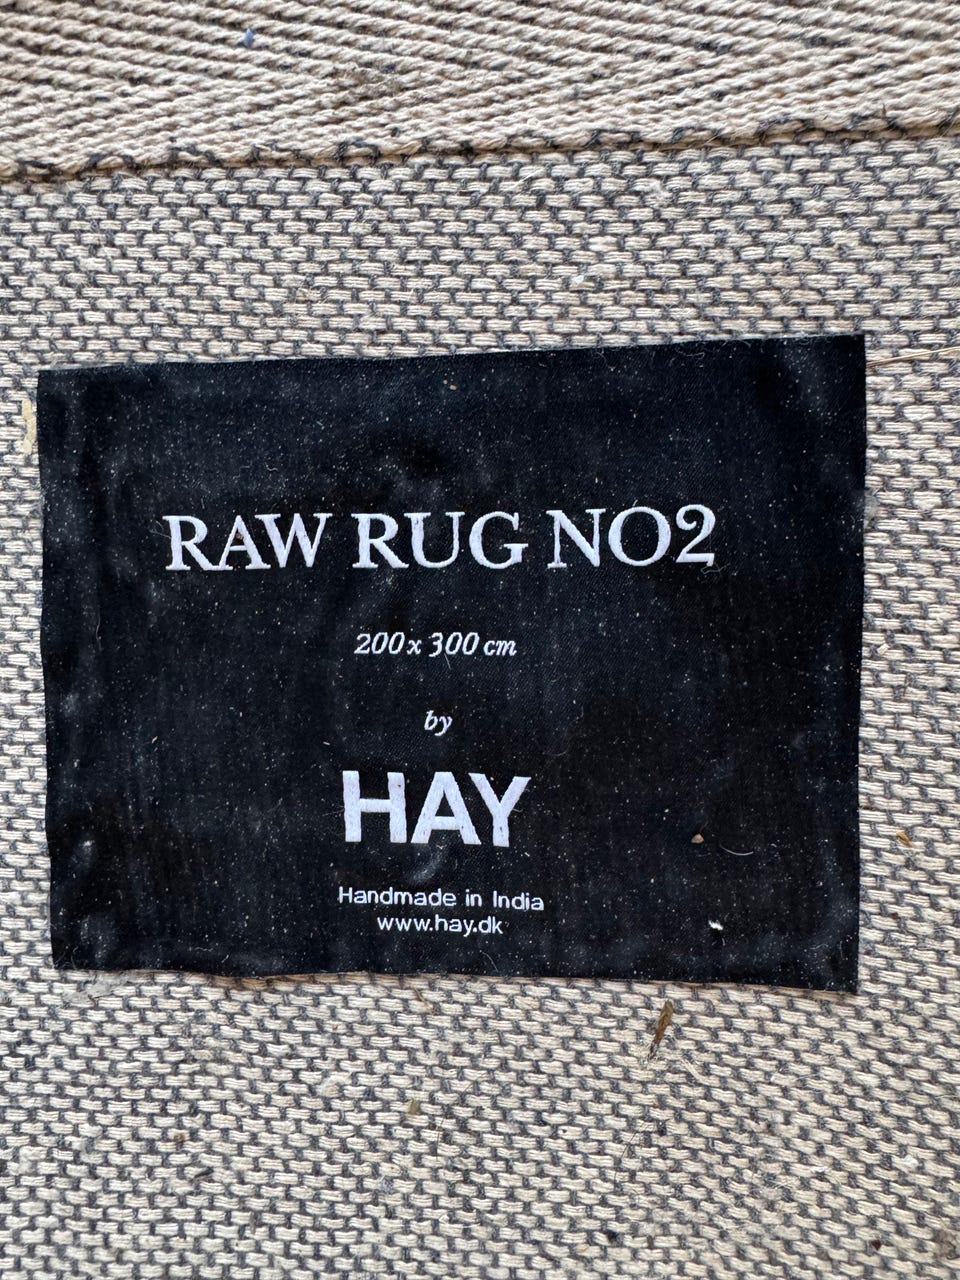 RAW RUG NO2
200 x 300 cm
by
HAY
Handmade in India
www.hay.dk